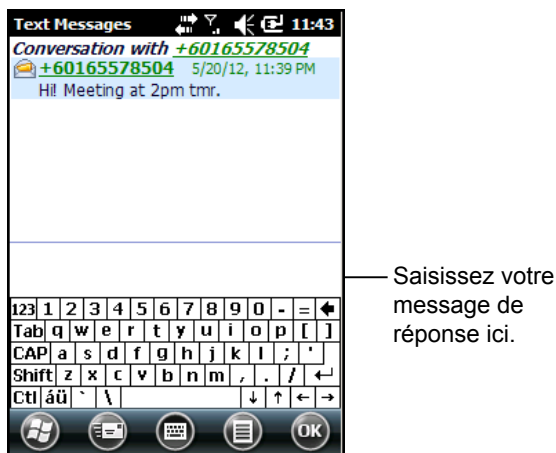 Text Messages 11:43
Conversation with +60165578504
+60165578504 5/20/12, 11:39 PM
Hi! Meeting at 2pm tmr.
Saisissez votre
message de
réponse ici.
123 1 2 3 4 5 6 7 8 9 0 - =
Tab q w e r t y u i o p [ ]
CAP a s d f g h j k l ; '
Shift z x c v b n m , . /
Ctl áü ` \ ↓ ↑ ← →
OK